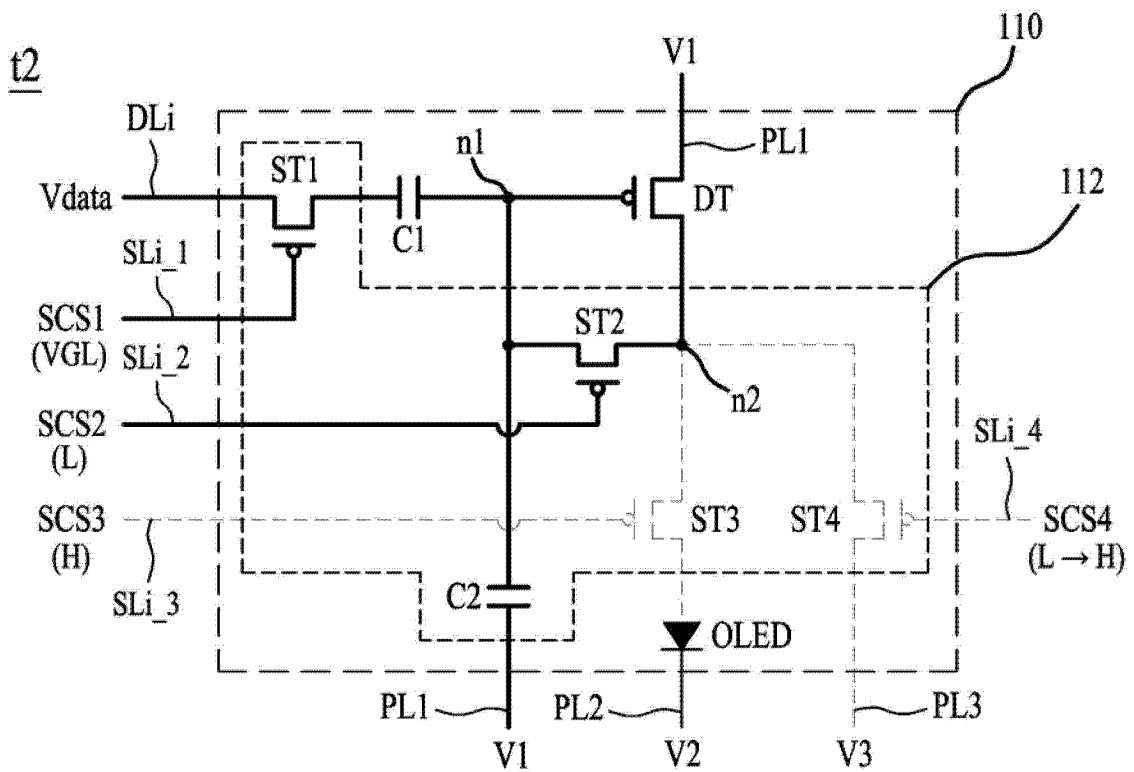 110
t2
V1
DLi
n1
PL1
ST1
112
Vdata
DT
C1
SLi_1
SCS1
(VGL)
ST2
SLi_2
n2
SCS2
(L)
SLi_4
SCS3
(H)
ST3
ST4
SCS4
(L → H)
SLi_3
C2
OLED
PL1
PL2
PL3
V1
V2
V3